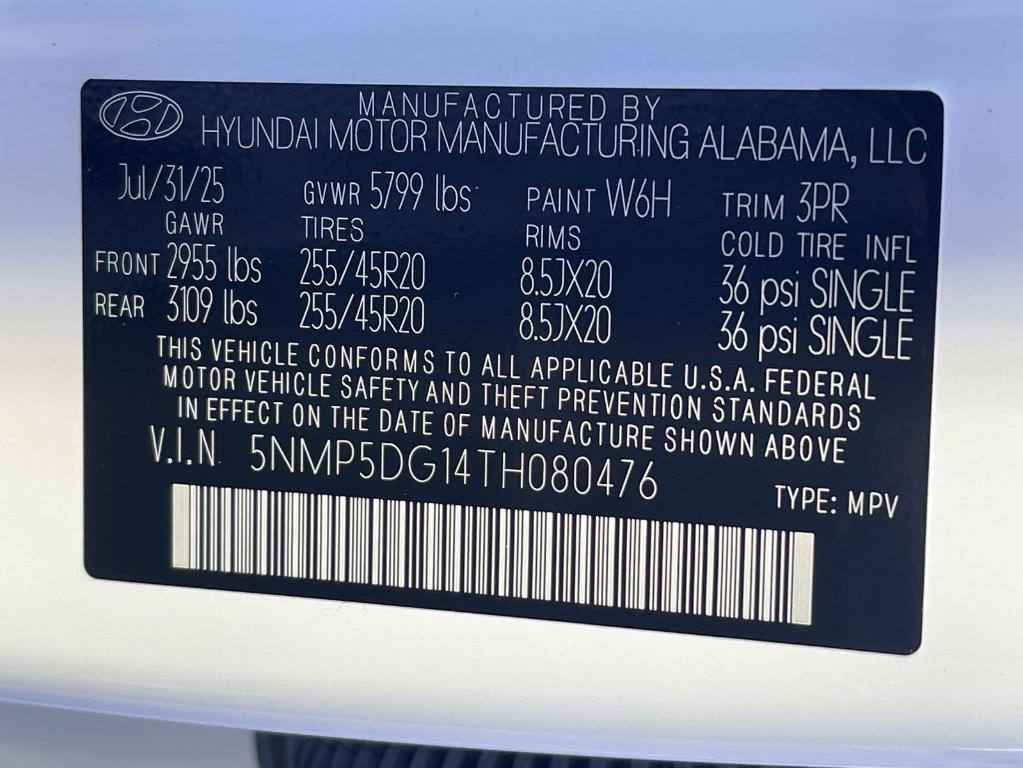 MANUFACTURED BY
HYUNDAI MOTOR MANUFACTURING ALABAMA, LLC
Jul/31/25 GVWR 5799 lbs PAINT W6H TRIM 3PR
GAWR TIRES RIMS COLD TIRE INFL
FRONT 2955 lbs 255/45R20 8.5JX20 36 psi SINGLE
REAR 3109 lbs 255/45R20 8.5JX20 36 psi SINGLE
THIS VEHICLE CONFORMS TO ALL APPLICABLE U.S.A. FEDERAL
MOTOR VEHICLE SAFETY AND THEFT PREVENTION STANDARDS
IN EFFECT ON THE DATE OF MANUFACTURE SHOWN ABOVE
V.I.N 5NMP5DG14TH080476
TYPE: MPV